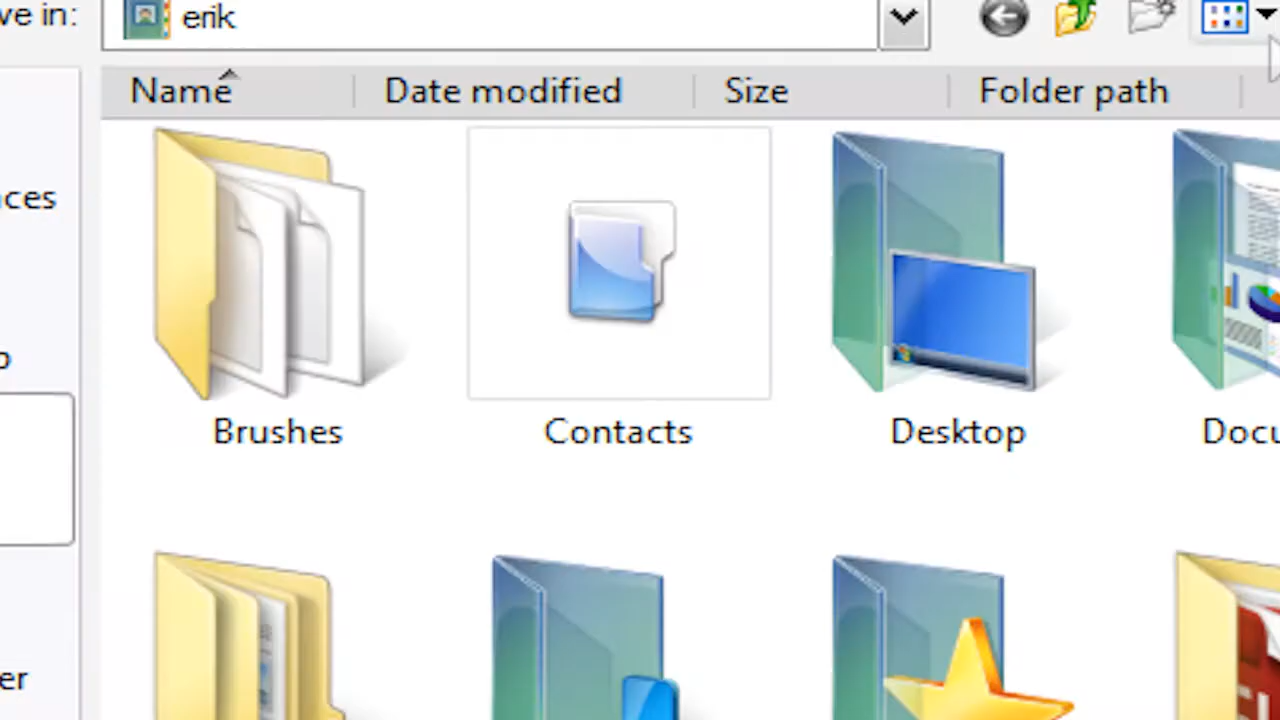 ve in: erik
Name Date modified Size Folder path
Brushes Contacts Desktop Docu
ces
o
er